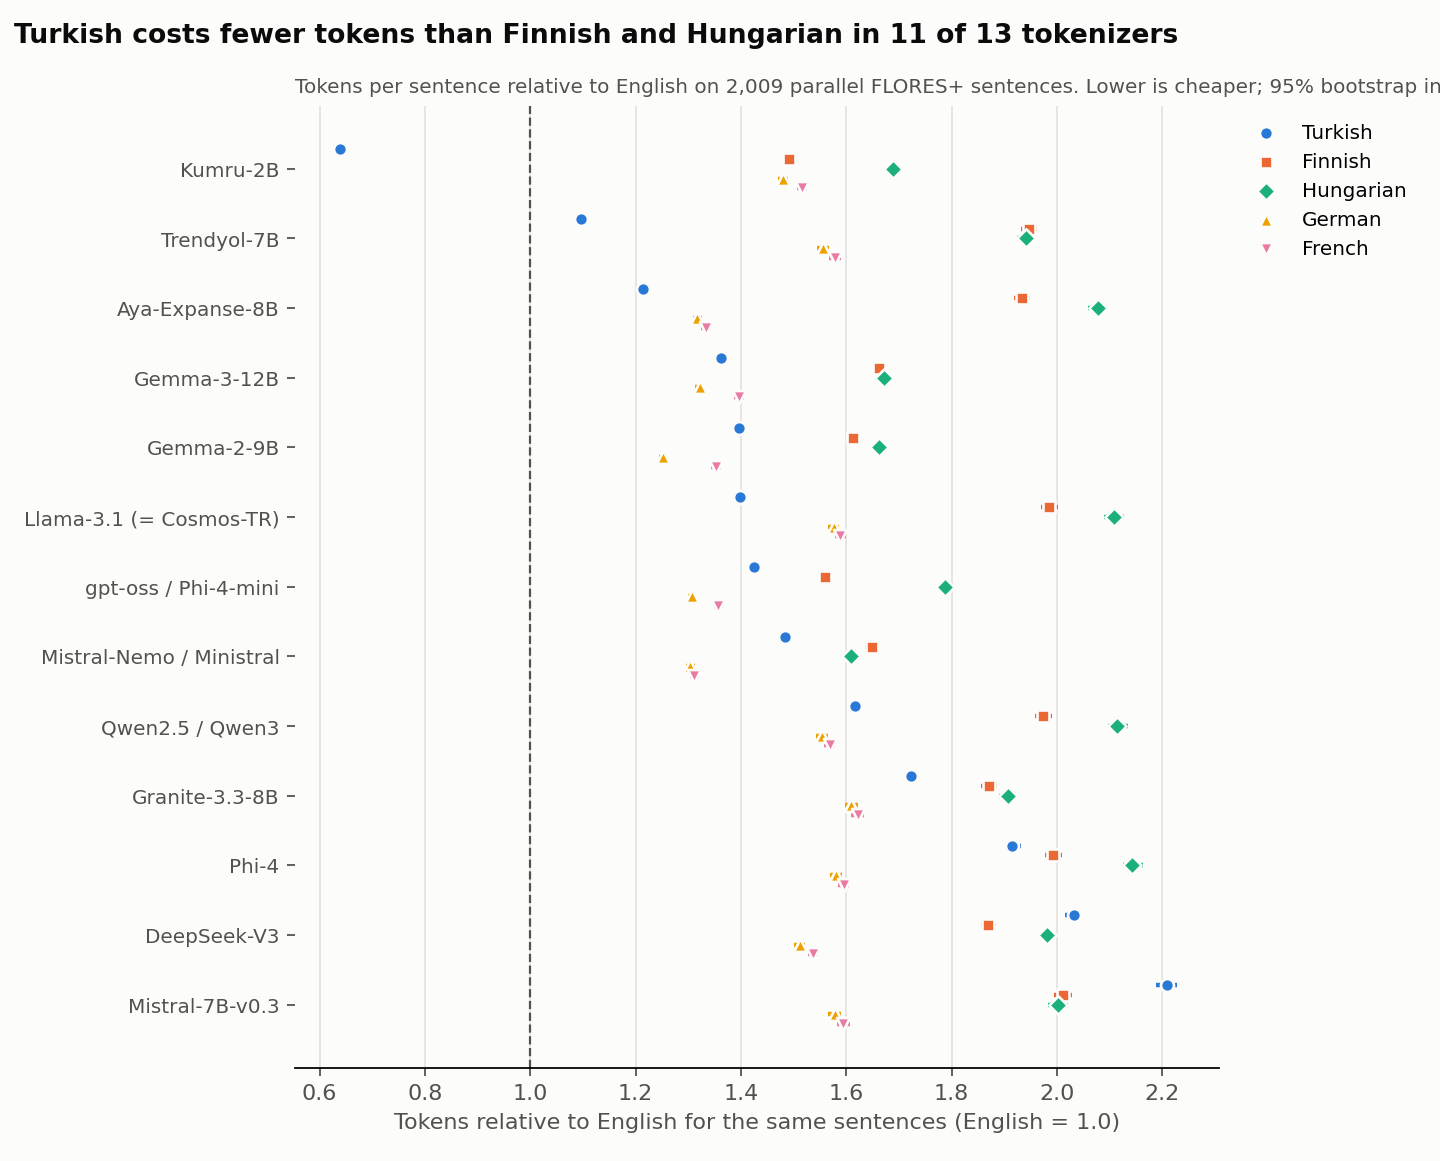 Turkish costs fewer tokens than Finnish and Hungarian in 11 of 13 tokenizers
Tokens per sentence relative to English on 2,009 parallel FLORES+ sentences. Lower is cheaper; 95% bootstrap in
Turkish
Finnish
Hungarian
German
French
Kumru-2B
Trendyol-7B
Aya-Expanse-8B
Gemma-3-12B
Gemma-2-9B
Llama-3.1 (= Cosmos-TR)
gpt-oss / Phi-4-mini
Mistral-Nemo / Ministral
Qwen2.5 / Qwen3
Granite-3.3-8B
Phi-4
DeepSeek-V3
Mistral-7B-v0.3
0.6 0.8 1.0 1.2 1.4 1.6 1.8 2.0 2.2
Tokens relative to English for the same sentences (English = 1.0)